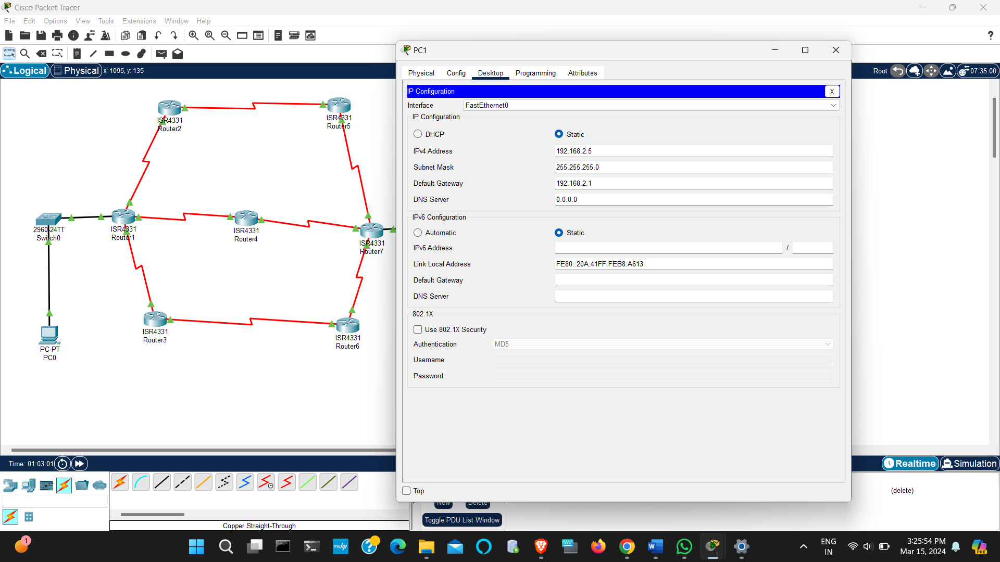 Cisco Packet Tracer
File Edit Options View Tools Extensions Window Help
Logical Physical x: 1095, y: 135
Root 07:35:00
ISR4331
Router2
ISR4331
Router5
2960-24TT
Switch0
ISR4331
Router1
ISR4331
Router4
ISR4331
Router7
ISR4331
Router3
ISR4331
Router6
PC-PT
PC0
PC1
Physical Config Desktop Programming Attributes
IP Configuration X
Interface FastEthernet0
IP Configuration
DHCP Static
IPv4 Address 192.168.2.5
Subnet Mask 255.255.255.0
Default Gateway 192.168.2.1
DNS Server 0.0.0.0
IPv6 Configuration
Automatic Static
IPv6 Address /
Link Local Address FE80::20A:41FF:FEB8:A613
Default Gateway
DNS Server
802.1X
Use 802.1X Security
Authentication MD5
Username
Password
Top
Time: 01:03:01
Realtime Simulation
New Delete
Toggle PDU List Window
(delete)
Copper Straight-Through
1
myhp
ENG
IN
3:25:54 PM
Mar 15, 2024
PRE